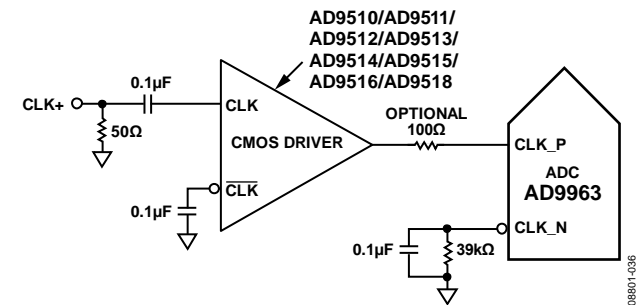 AD9510/AD9511/
AD9512/AD9513/
AD9514/AD9515/
AD9516/AD9518
0.1µF
CLK+
50Ω
CLK
CMOS DRIVER
CLK
0.1µF
OPTIONAL
100Ω
CLK_P
ADC
AD9963
CLK_N
0.1µF
39kΩ
08801-036